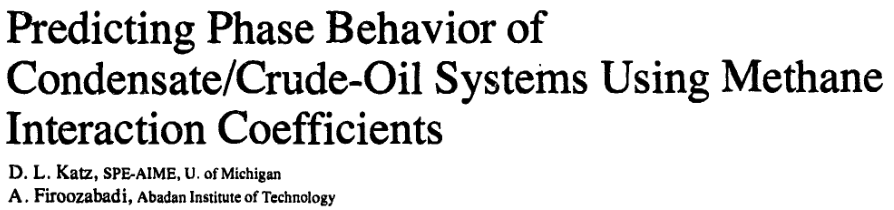 Predicting Phase Behavior of
Condensate/Crude-Oil Systems Using Methane
Interaction Coefficients
D. L. Katz, SPE-AIME, U. of Michigan
A. Firoozabadi, Abadan Institute of Technology